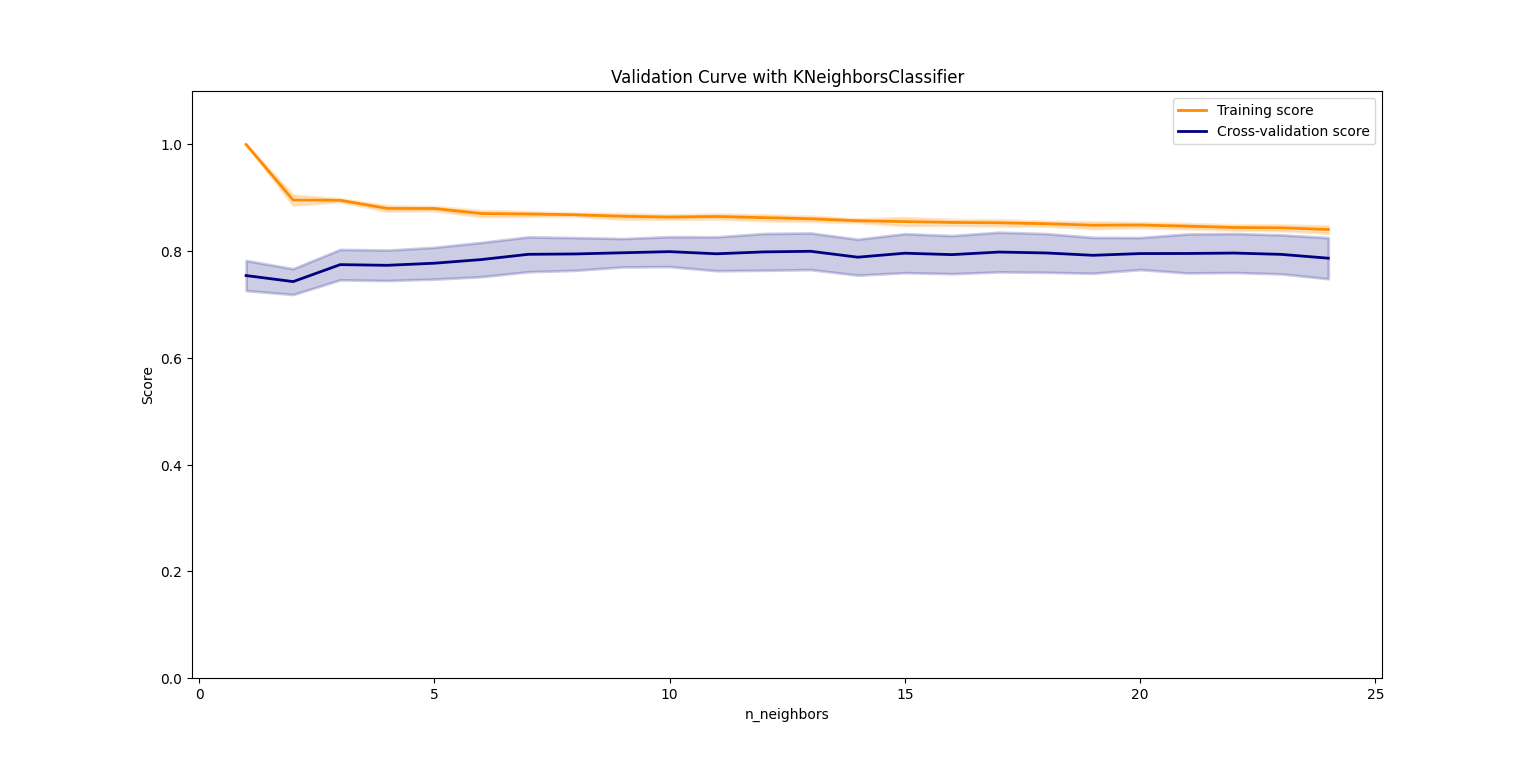 Validation Curve with KNeighborsClassifier
Training score
Cross-validation score
1.0
0.8
0.6
0.4
0.2
0.0
Score
0 5 10 15 20 25
n_neighbors